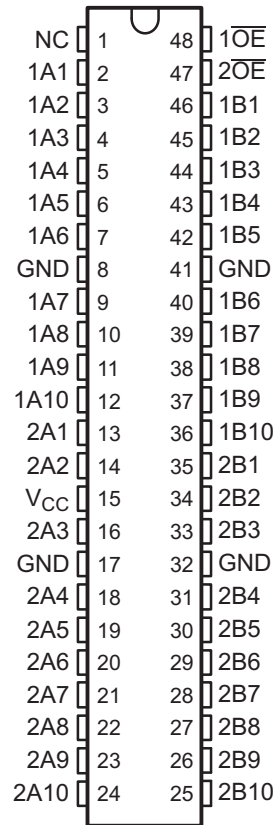 NC 1 48 1O̅E̅
1A1 2 47 2O̅E̅
1A2 3 46 1B1
1A3 4 45 1B2
1A4 5 44 1B3
1A5 6 43 1B4
1A6 7 42 1B5
GND 8 41 GND
1A7 9 40 1B6
1A8 10 39 1B7
1A9 11 38 1B8
1A10 12 37 1B9
2A1 13 36 1B10
2A2 14 35 2B1
VCC 15 34 2B2
2A3 16 33 2B3
GND 17 32 GND
2A4 18 31 2B4
2A5 19 30 2B5
2A6 20 29 2B6
2A7 21 28 2B7
2A8 22 27 2B8
2A9 23 26 2B9
2A10 24 25 2B10